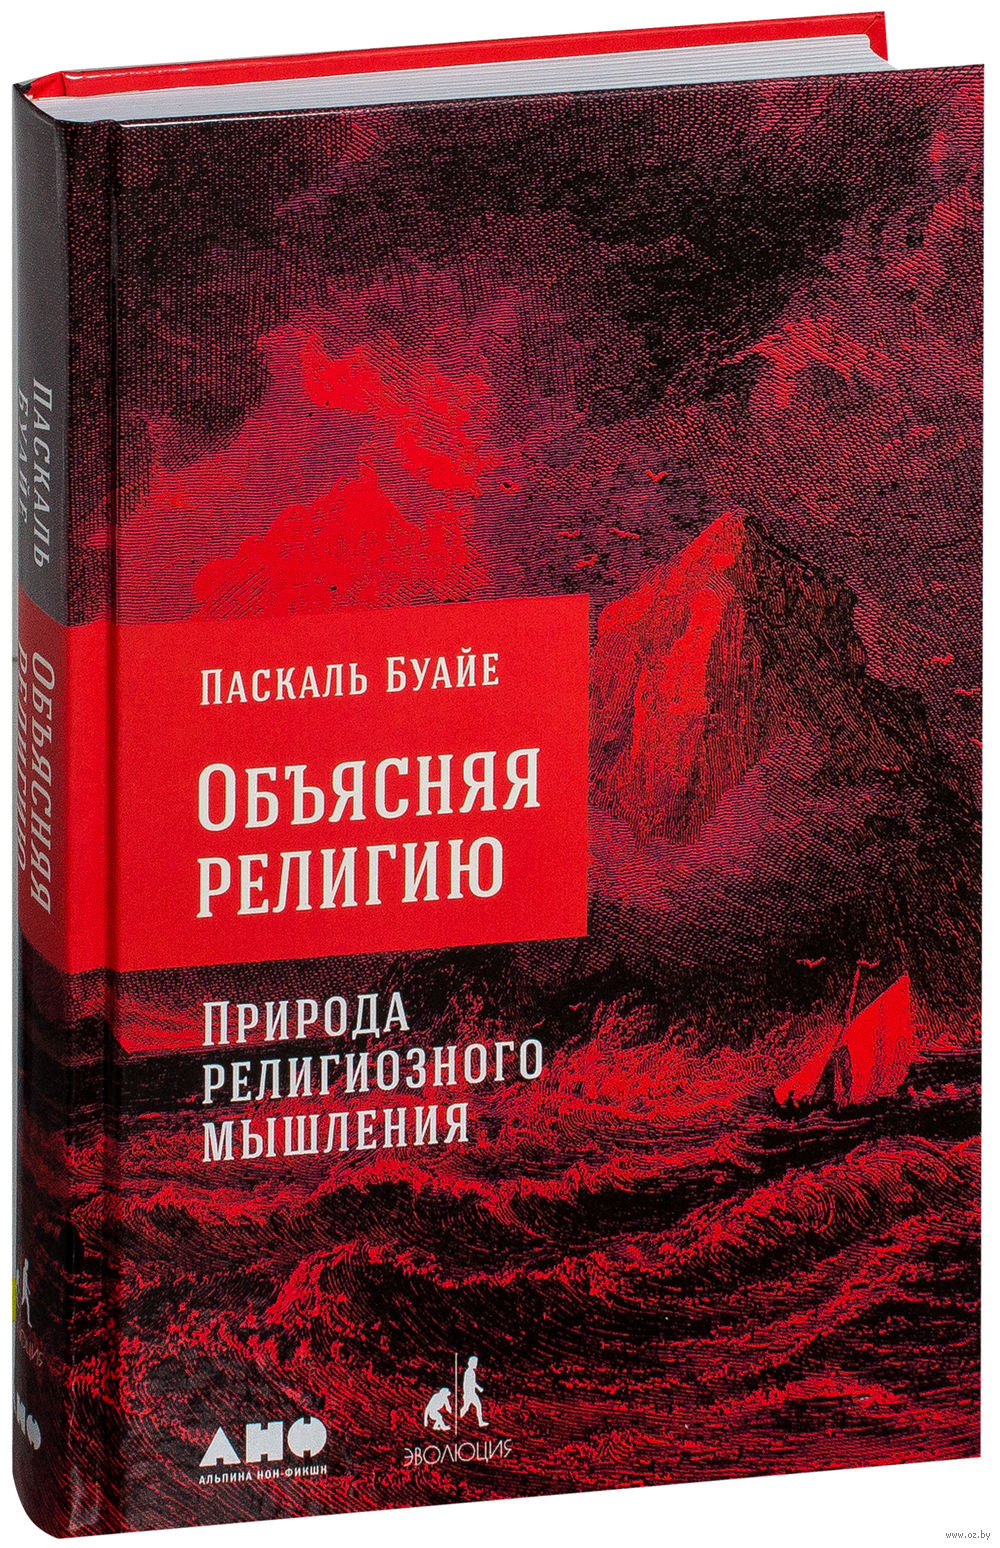 Паскаль Буайе
Объясняя
религию
Природа
религиозного
мышления
АНФ
АЛЬПИНА НОН-ФИКШН
ЭВОЛЮЦИЯ
Паскаль
Буайе
Объясняя
религию
www.oz.by